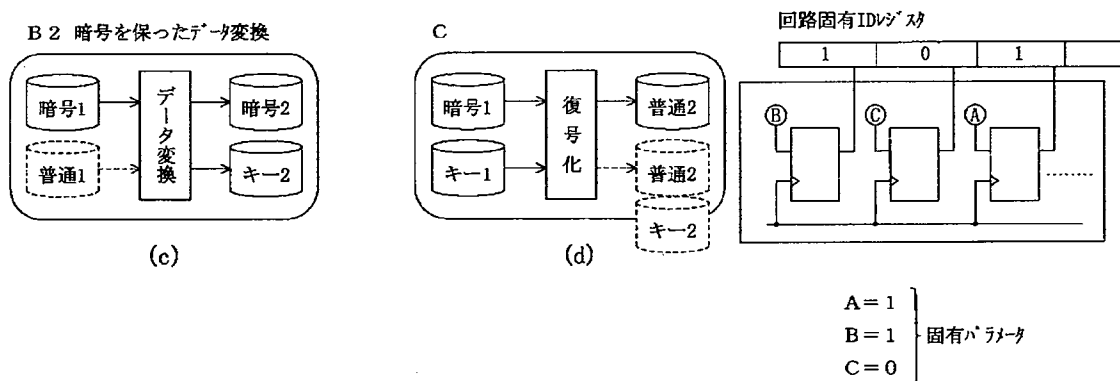 B2 暗号を保ったデータ変換
暗号1
データ変換
暗号2
普通1
キー2
(c)
C
暗号1
復号化
普通2
キー1
普通2
キー2
(d)
回路固有IDレジスタ
1 0 1
B C A
A=1
B=1
C=0
固有パラメータ